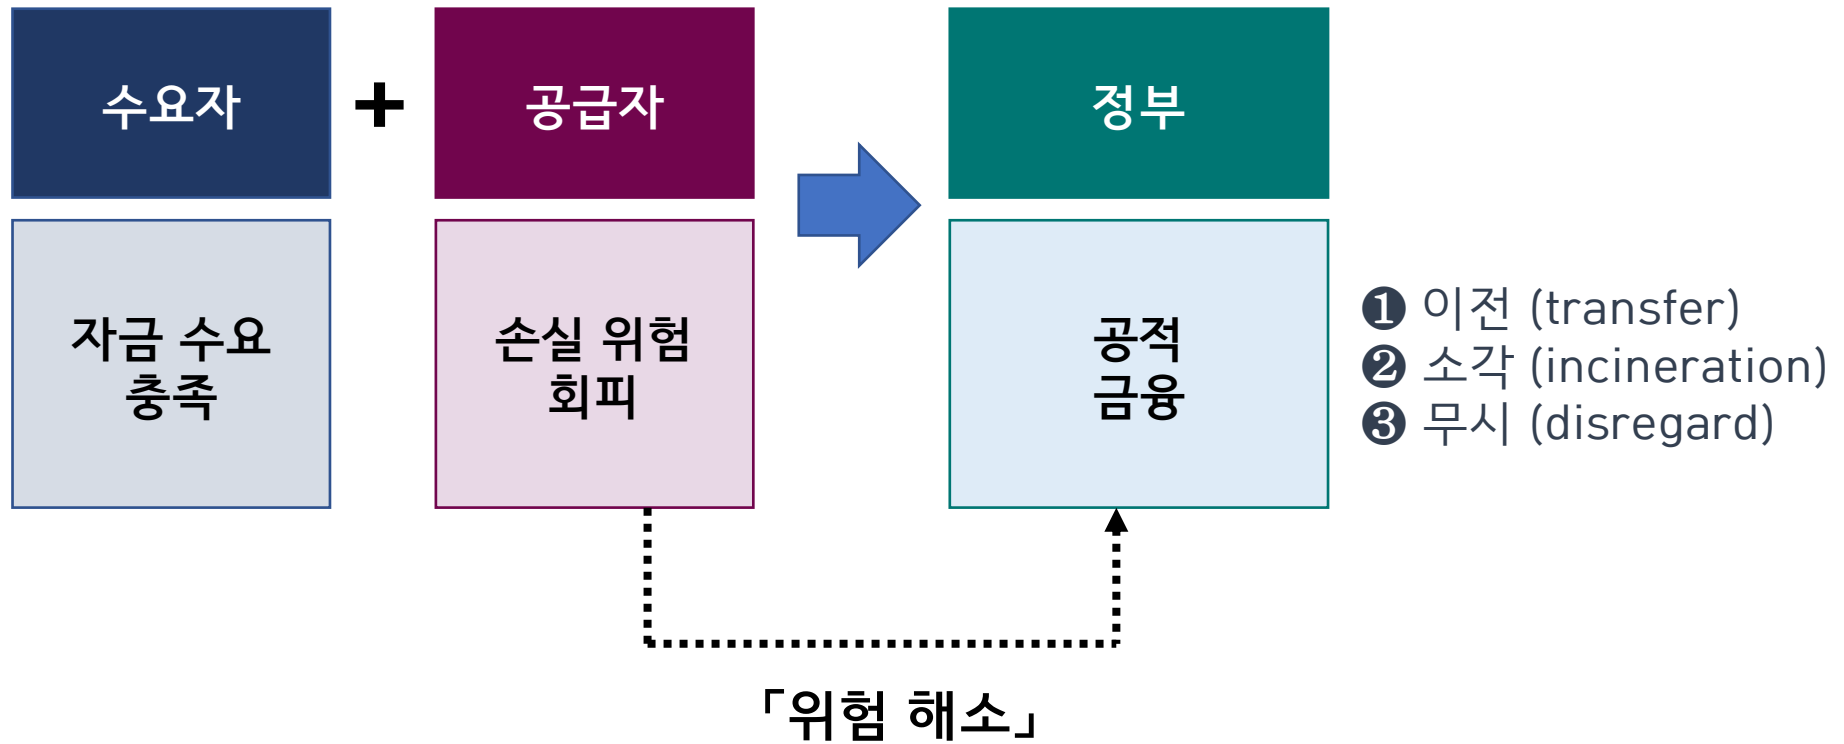 수요자
+
공급자
정부
자금 수요
충족
손실 위험
회피
공적
금융
❶ 이전 (transfer)
❷ 소각 (incineration)
❸ 무시 (disregard)
「위험 해소」